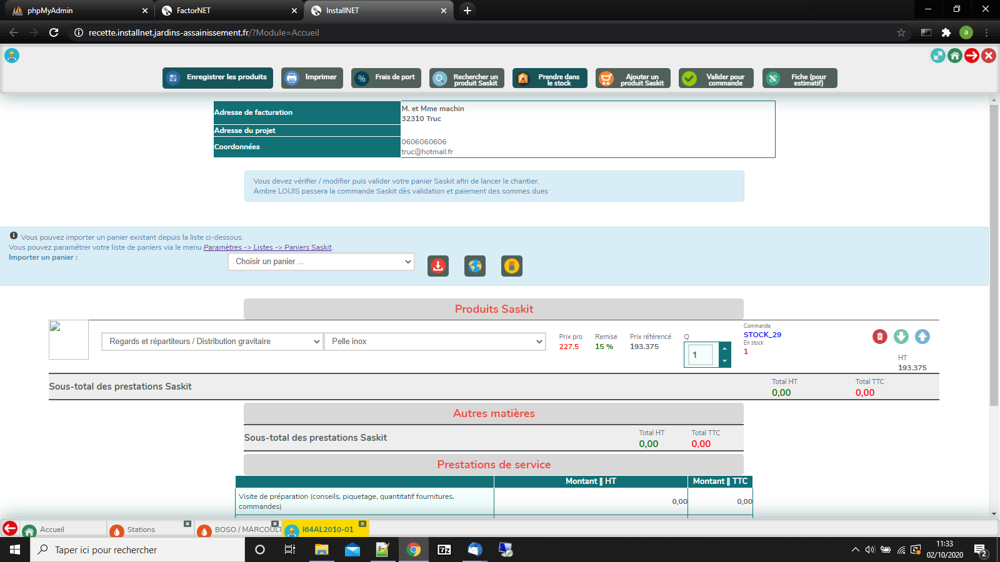 phpMyAdmin
FactorNET
InstallNET
recette.installnet.jardins-assainissement.fr/?Module=Accueil
a
Enregistrer les produits
Imprimer
% Frais de port
Rechercher un
produit Saskit
Prendre dans
le stock
Ajouter un
produit Saskit
Valider pour
commande
Fiche (pour
estimatif)
Adresse de facturation
M. et Mme machin
32310 Truc
Adresse du projet
Coordonnées
0606060606
truc@hotmail.fr
Vous devez vérifier / modifier puis valider votre panier Saskit afin de lancer le chantier.
Ambre LOUIS passera la commande Saskit dès validation et paiement des sommes dues
Vous pouvez importer un panier existant depuis la liste ci-dessous.
Vous pouvez paramétrer votre liste de paniers via le menu Paramètres -> Listes -> Paniers Saskit.
Importer un panier :
Choisir un panier ...
Produits Saskit
Regards et répartiteurs / Distribution gravitaire
Pelle inox
Prix pro
227.5
Remise
15 %
Prix référencé
193.375
Q
1
Commande
STOCK_29
En stock
1
HT
193.375
Sous-total des prestations Saskit
Total HT
0,00
Total TTC
0,00
Autres matières
Sous-total des prestations Saskit
Total HT
0,00
Total TTC
0,00
Prestations de service
Montant HT
Montant TTC
Visite de préparation (conseils, piquetage, quantitatif fournitures,
commandes)
0,00
0,00
Accueil
Stations
BOSO / MARCOULT
I64AL2010-01
Taper ici pour rechercher
7z
11:33
02/10/2020
2